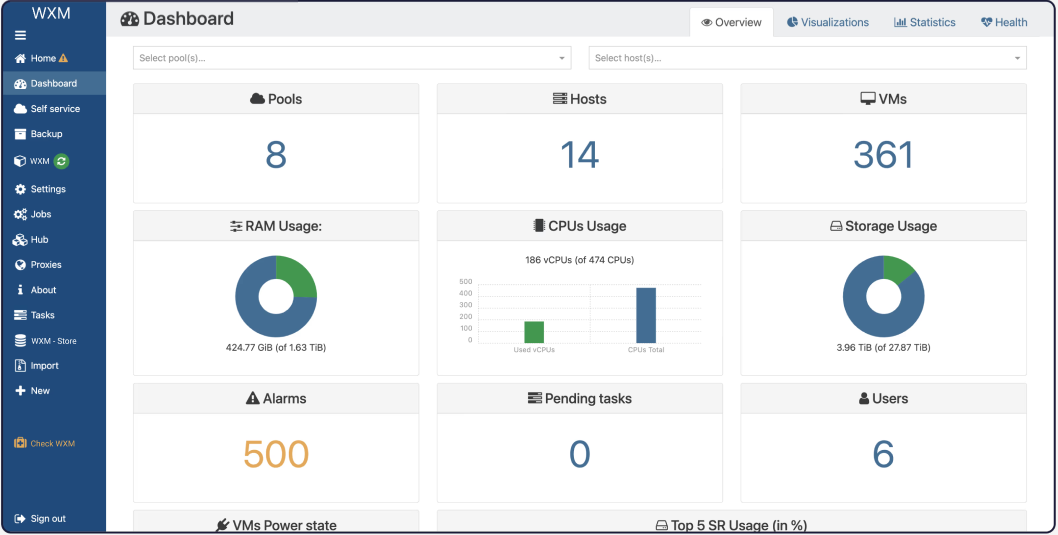 WXM
Home
Dashboard
Self service
Backup
WXM
Settings
Jobs
Hub
Proxies
About
Tasks
WXM - Store
Import
New
Check WXM
Sign out
Dashboard
Overview
Visualizations
Statistics
Health
Select pool(s)...
Select host(s)...
Pools
8
Hosts
14
VMs
361
RAM Usage:
424.77 GiB (of 1.63 TiB)
CPUs Usage
186 vCPUs (of 474 CPUs)
500
400
300
200
100
0
Used vCPUs
CPUs Total
Storage Usage
3.96 TiB (of 27.87 TiB)
Alarms
500
Pending tasks
0
Users
6
VMs Power state
Top 5 SR Usage (in %)